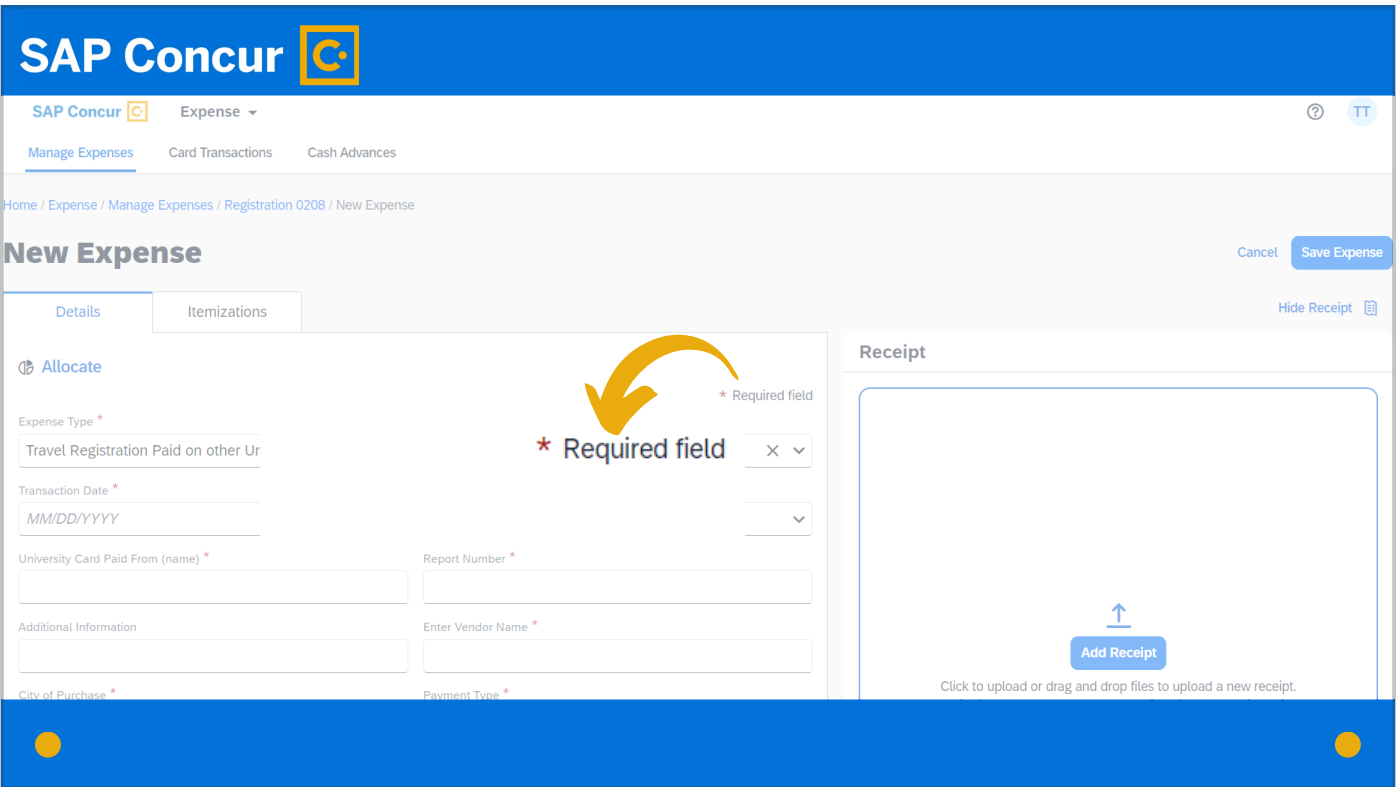 SAP Concur C
SAP Concur C Expense
TT
Manage Expenses Card Transactions Cash Advances
Home / Expense / Manage Expenses / Registration 0208 / New Expense
New Expense
Cancel Save Expense
Details Itemizations
Hide Receipt
Allocate
* Required field
Expense Type *
Travel Registration Paid on other Ur
* Required field
Transaction Date *
MM/DD/YYYY
University Card Paid From (name) * Report Number *
Additional Information Enter Vendor Name *
City of Purchase * Payment Type *
Receipt
Add Receipt
Click to upload or drag and drop files to upload a new receipt.